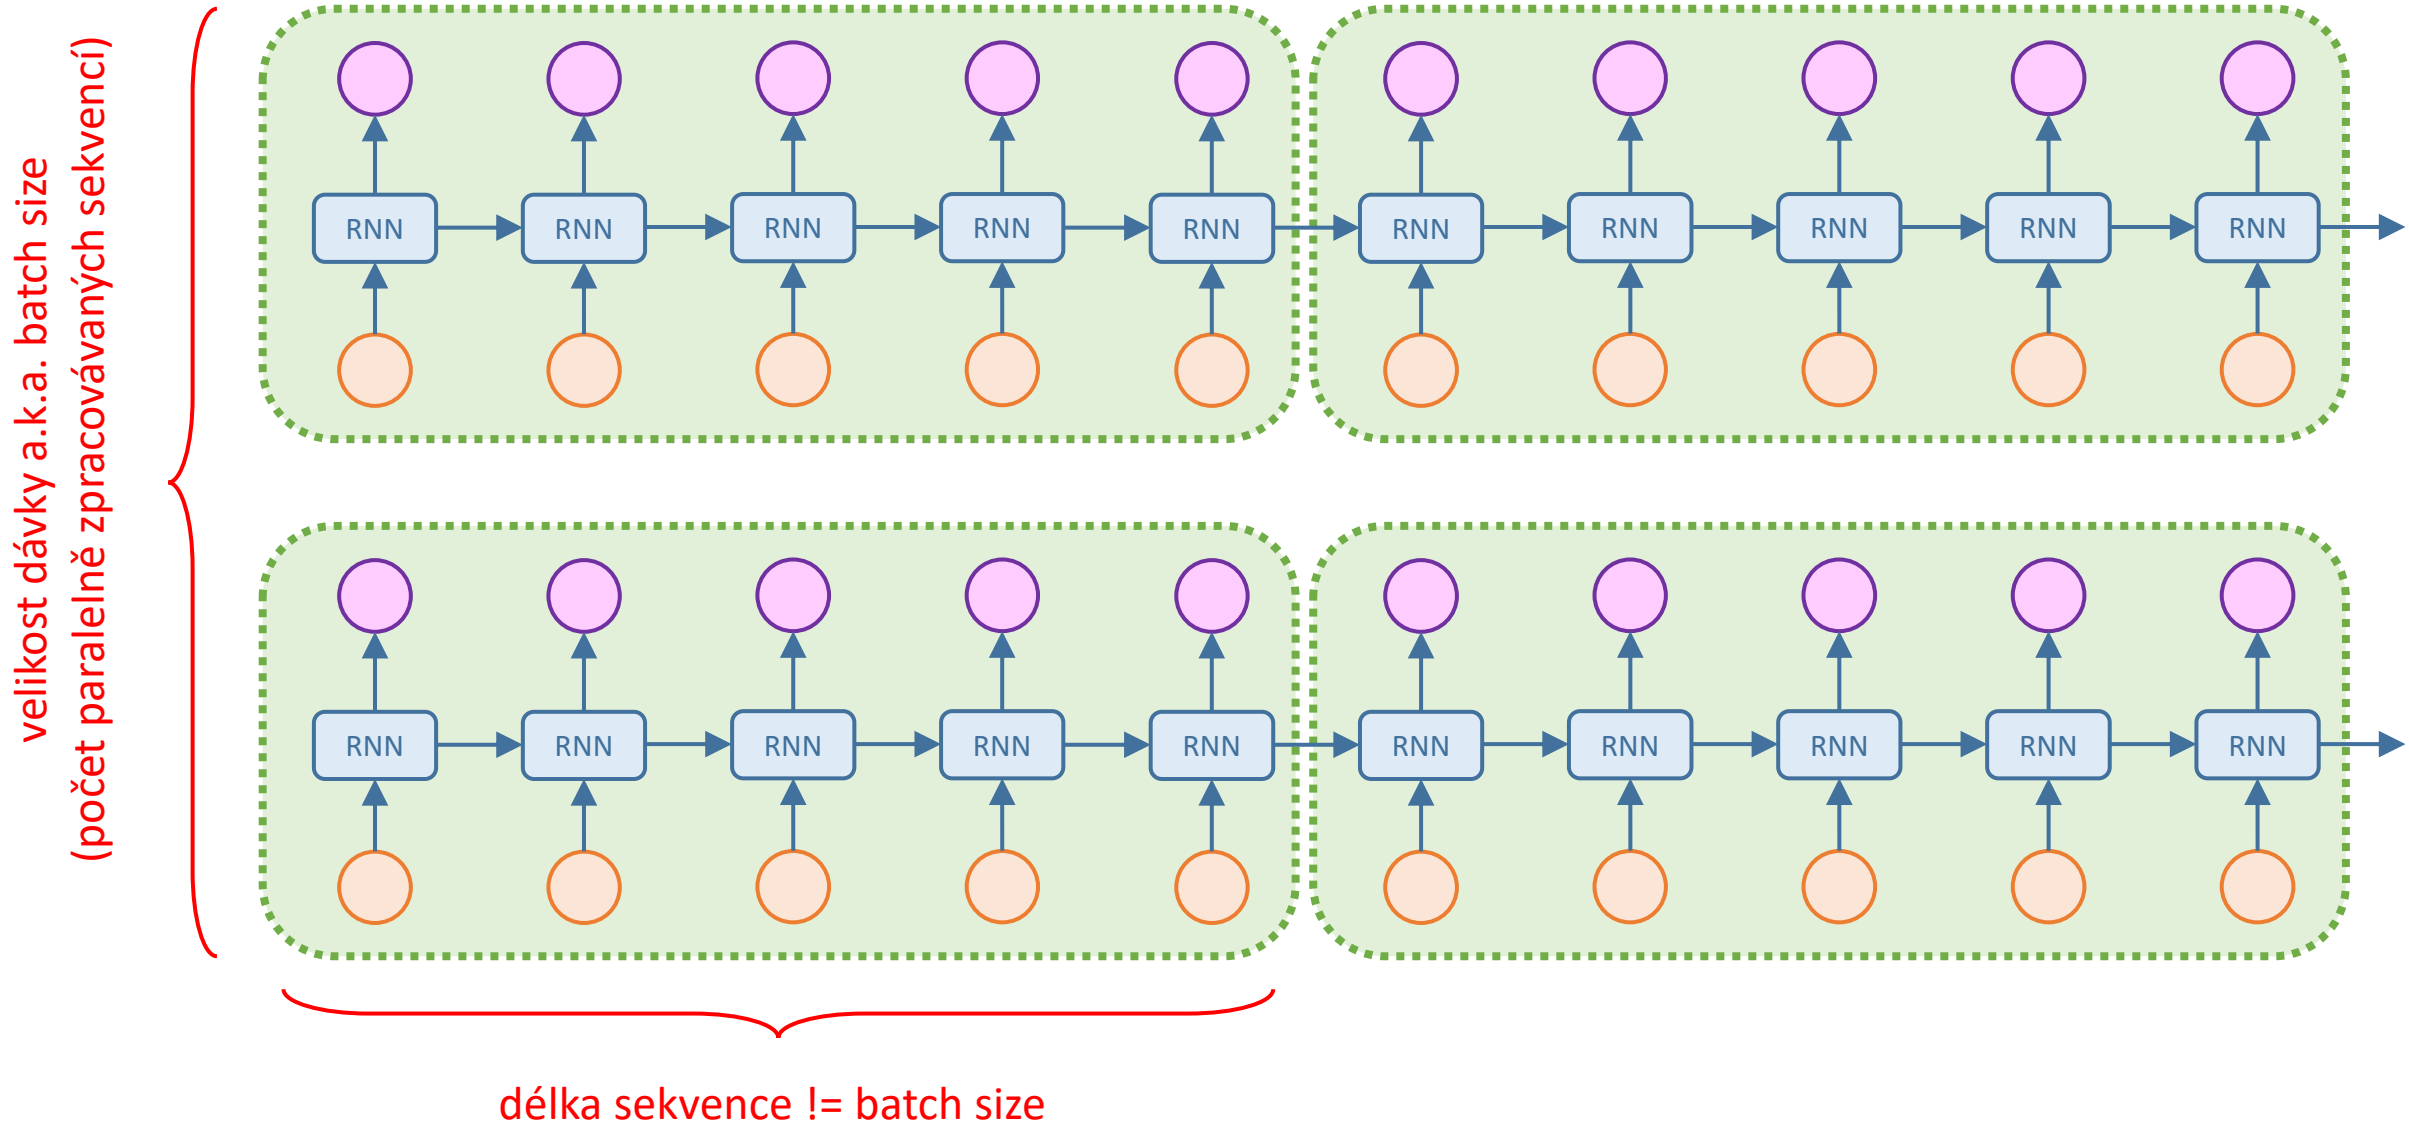 velikost dávky a.k.a. batch size
(počet paralelně zpracovávaných sekvencí)
RNN RNN RNN RNN RNN RNN RNN RNN RNN RNN
RNN RNN RNN RNN RNN RNN RNN RNN RNN RNN
délka sekvence != batch size